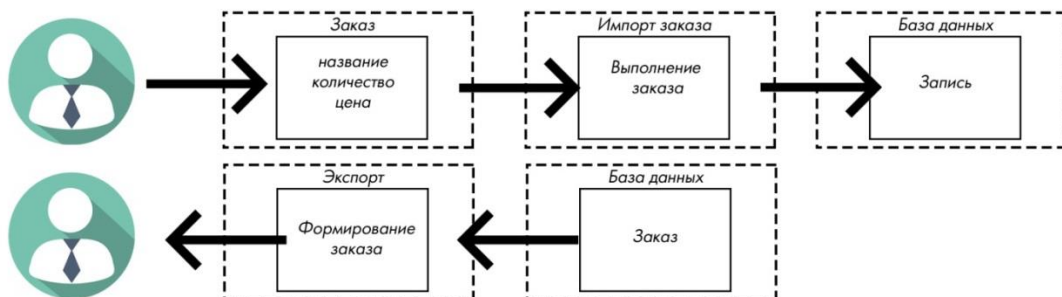 Заказ
название
количество
цена
Импорт заказа
Выполнение
заказа
База данных
Запись
Экспорт
Формирование
заказа
База данных
Заказ